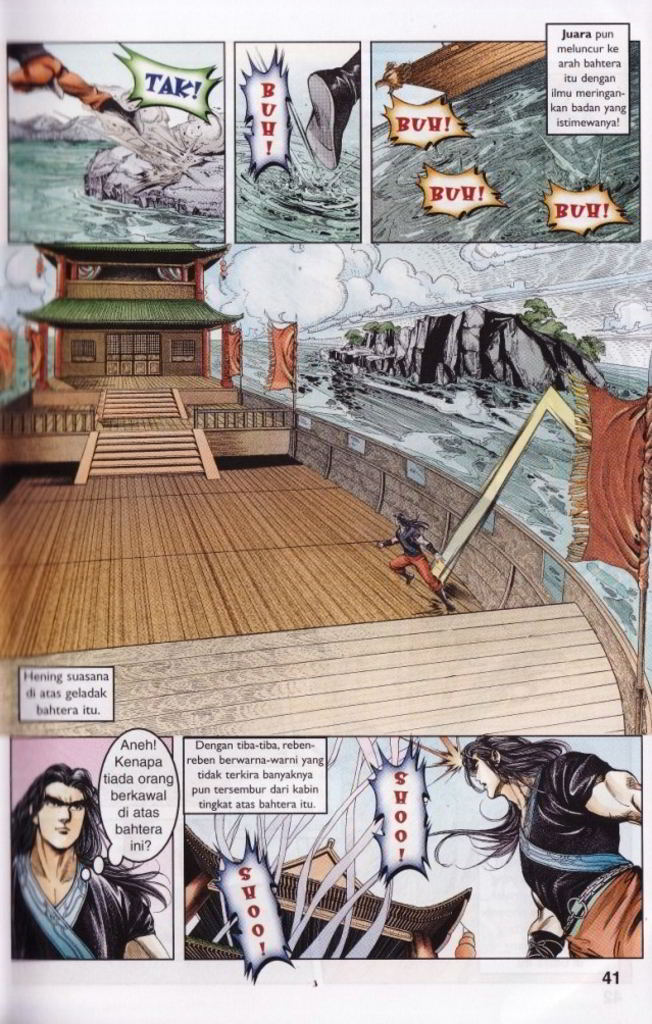 TAK!
BUH!
BUH!
BUH!
BUH!
Juara pun
meluncur ke
arah bahtera
itu dengan
ilmu meringan-
kan badan yang
istimewanya!
Hening suasana
di atas geladak
bahtera itu.
Aneh!
Kenapa
tiada orang
berkawal
di atas
bahtera
ini?
Dengan tiba-tiba, reben-
reben berwarna-warni yang
tidak terkira banyaknya
pun tersembur dari kabin
tingkat atas bahtera itu.
SHOO!
SHOO!
41